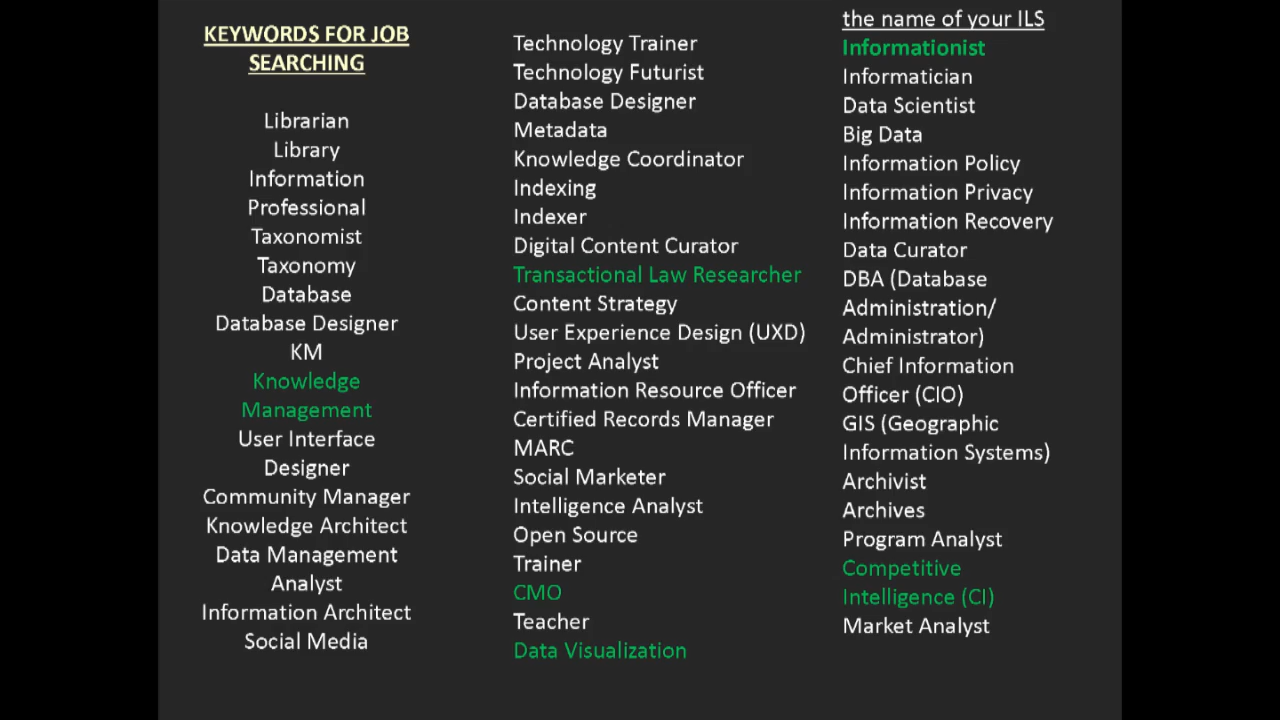 KEYWORDS FOR JOB
SEARCHING
Librarian
Library
Information
Professional
Taxonomist
Taxonomy
Database
Database Designer
KM
Knowledge
Management
User Interface
Designer
Community Manager
Knowledge Architect
Data Management
Analyst
Information Architect
Social Media
Technology Trainer
Technology Futurist
Database Designer
Metadata
Knowledge Coordinator
Indexing
Indexer
Digital Content Curator
Transactional Law Researcher
Content Strategy
User Experience Design (UXD)
Project Analyst
Information Resource Officer
Certified Records Manager
MARC
Social Marketer
Intelligence Analyst
Open Source
Trainer
CMO
Teacher
Data Visualization
the name of your ILS
Informationist
Informatician
Data Scientist
Big Data
Information Policy
Information Privacy
Information Recovery
Data Curator
DBA (Database
Administration/
Administrator)
Chief Information
Officer (CIO)
GIS (Geographic
Information Systems)
Archivist
Archives
Program Analyst
Competitive
Intelligence (CI)
Market Analyst